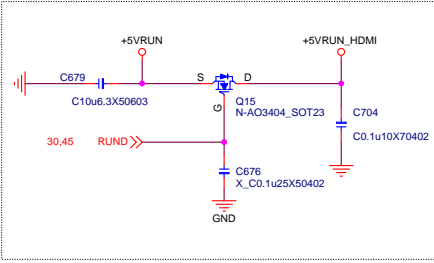 +5VRUN
+5VRUN_HDMI
C679
S
D
C10u6.3X50603
G
Q15
N-AO3404_SOT23
C704
C0.1u10X70402
30,45
RUND
C676
X_C0.1u25X50402
GND